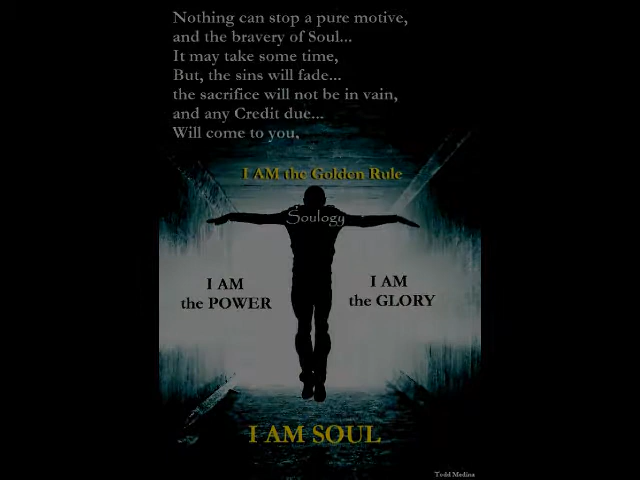 Nothing can stop a pure motive,
and the bravery of Soul...
It may take some time,
But, the sins will fade...
the sacrifice will not be in vain,
and any Credit due...
Will come to you.
I AM the Golden Rule
Soulogy
I AM
the POWER
I AM
the GLORY
I AM SOUL
Todd Medina